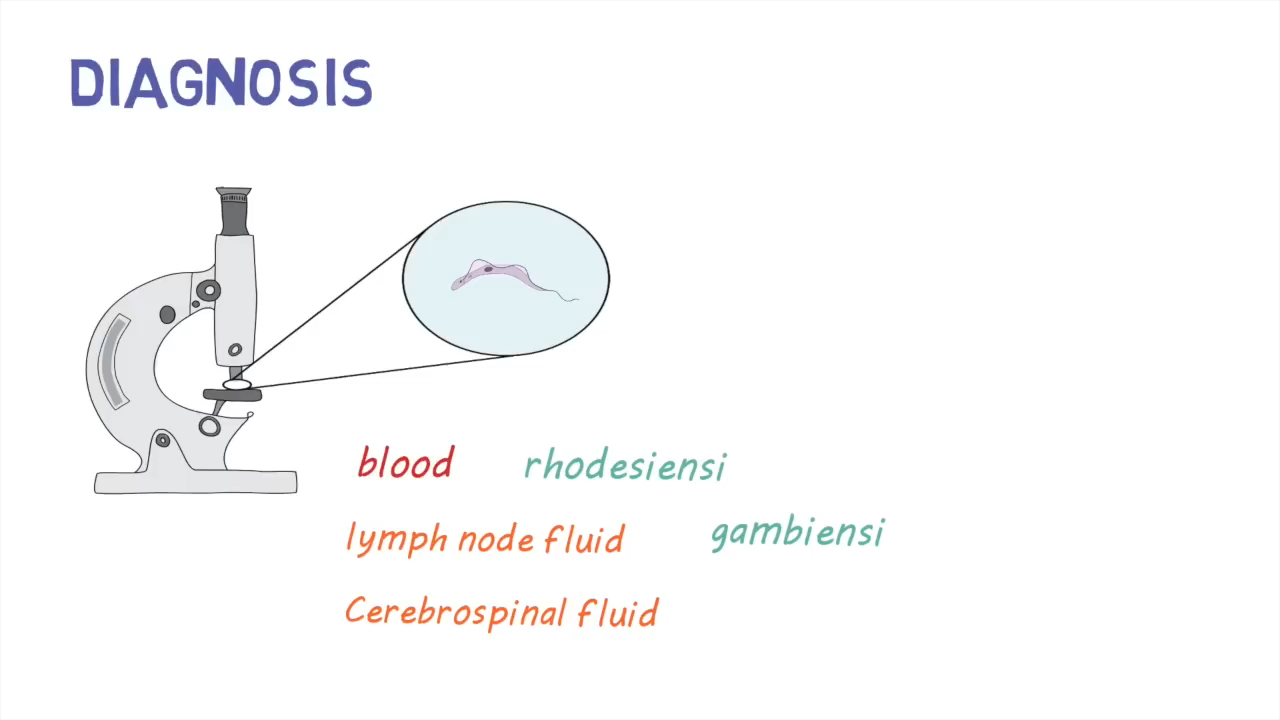 DIAGNOSIS
blood rhodesiensi
lymph node fluid gambiensi
Cerebrospinal fluid